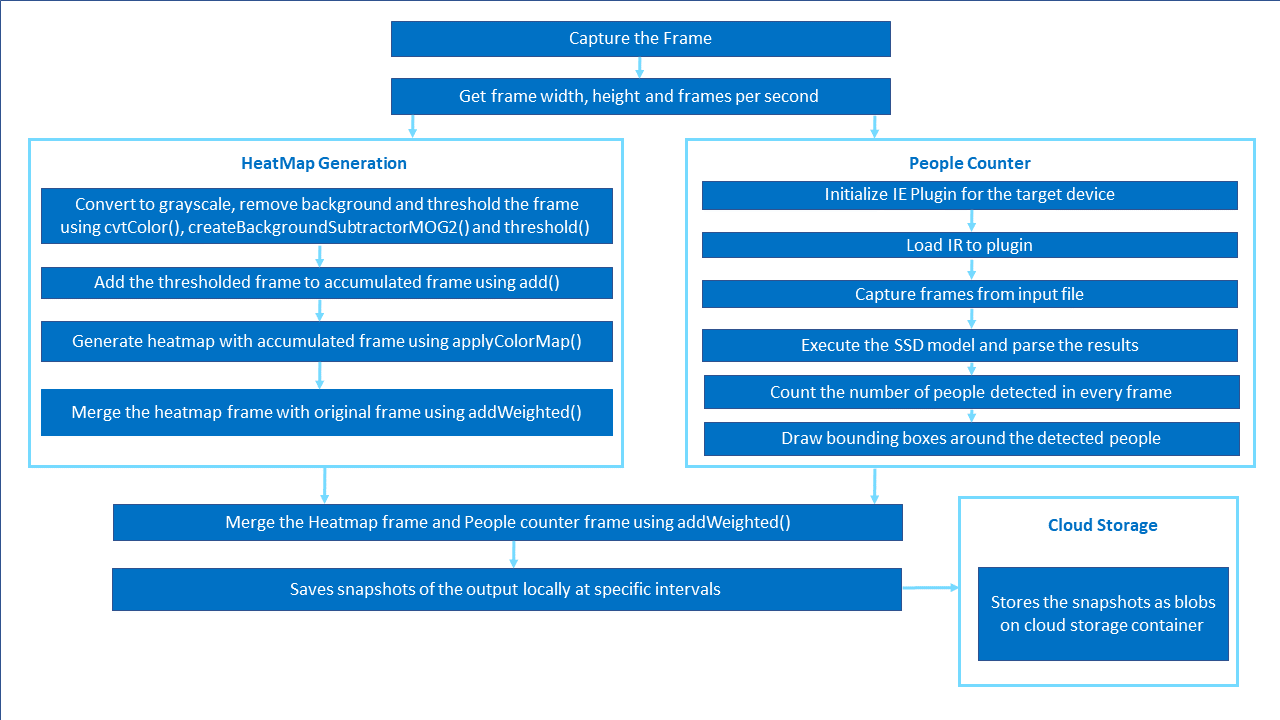 Capture the Frame
Get frame width, height and frames per second
HeatMap Generation
Convert to grayscale, remove background and threshold the frame
using cvtColor(), createBackgroundSubtractorMOG2() and threshold()
Add the thresholded frame to accumulated frame using add()
Generate heatmap with accumulated frame using applyColorMap()
Merge the heatmap frame with original frame using addWeighted()
People Counter
Initialize IE Plugin for the target device
Load IR to plugin
Capture frames from input file
Execute the SSD model and parse the results
Count the number of people detected in every frame
Draw bounding boxes around the detected people
Merge the Heatmap frame and People counter frame using addWeighted()
Saves snapshots of the output locally at specific intervals
Cloud Storage
Stores the snapshots as blobs
on cloud storage container